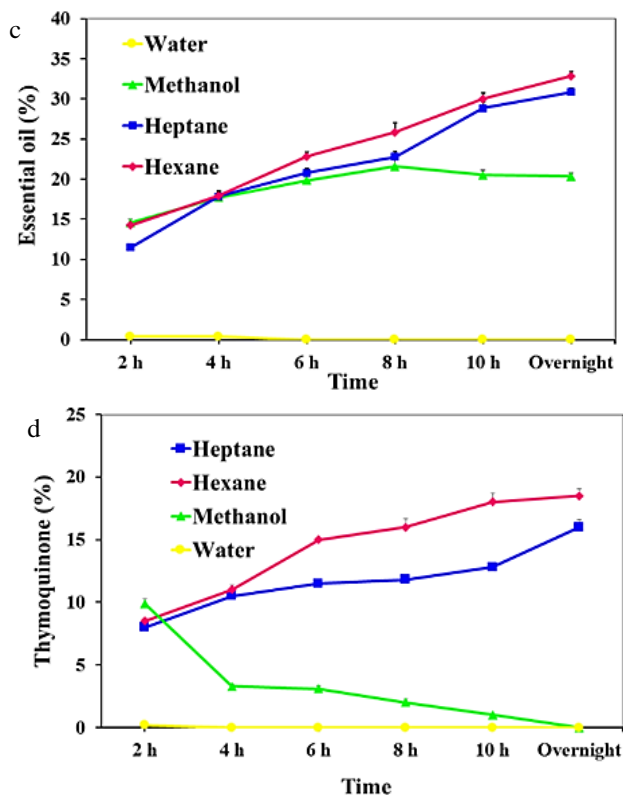 c
40
35
30
25
20
15
10
5
0
Essential oil (%)
Water
Methanol
Heptane
Hexane
2 h 4 h 6 h 8 h 10 h Overnight
Time
d
25
20
15
10
5
0
Thymoquinone (%)
Heptane
Hexane
Methanol
Water
2 h 4 h 6 h 8 h 10 h Overnight
Time